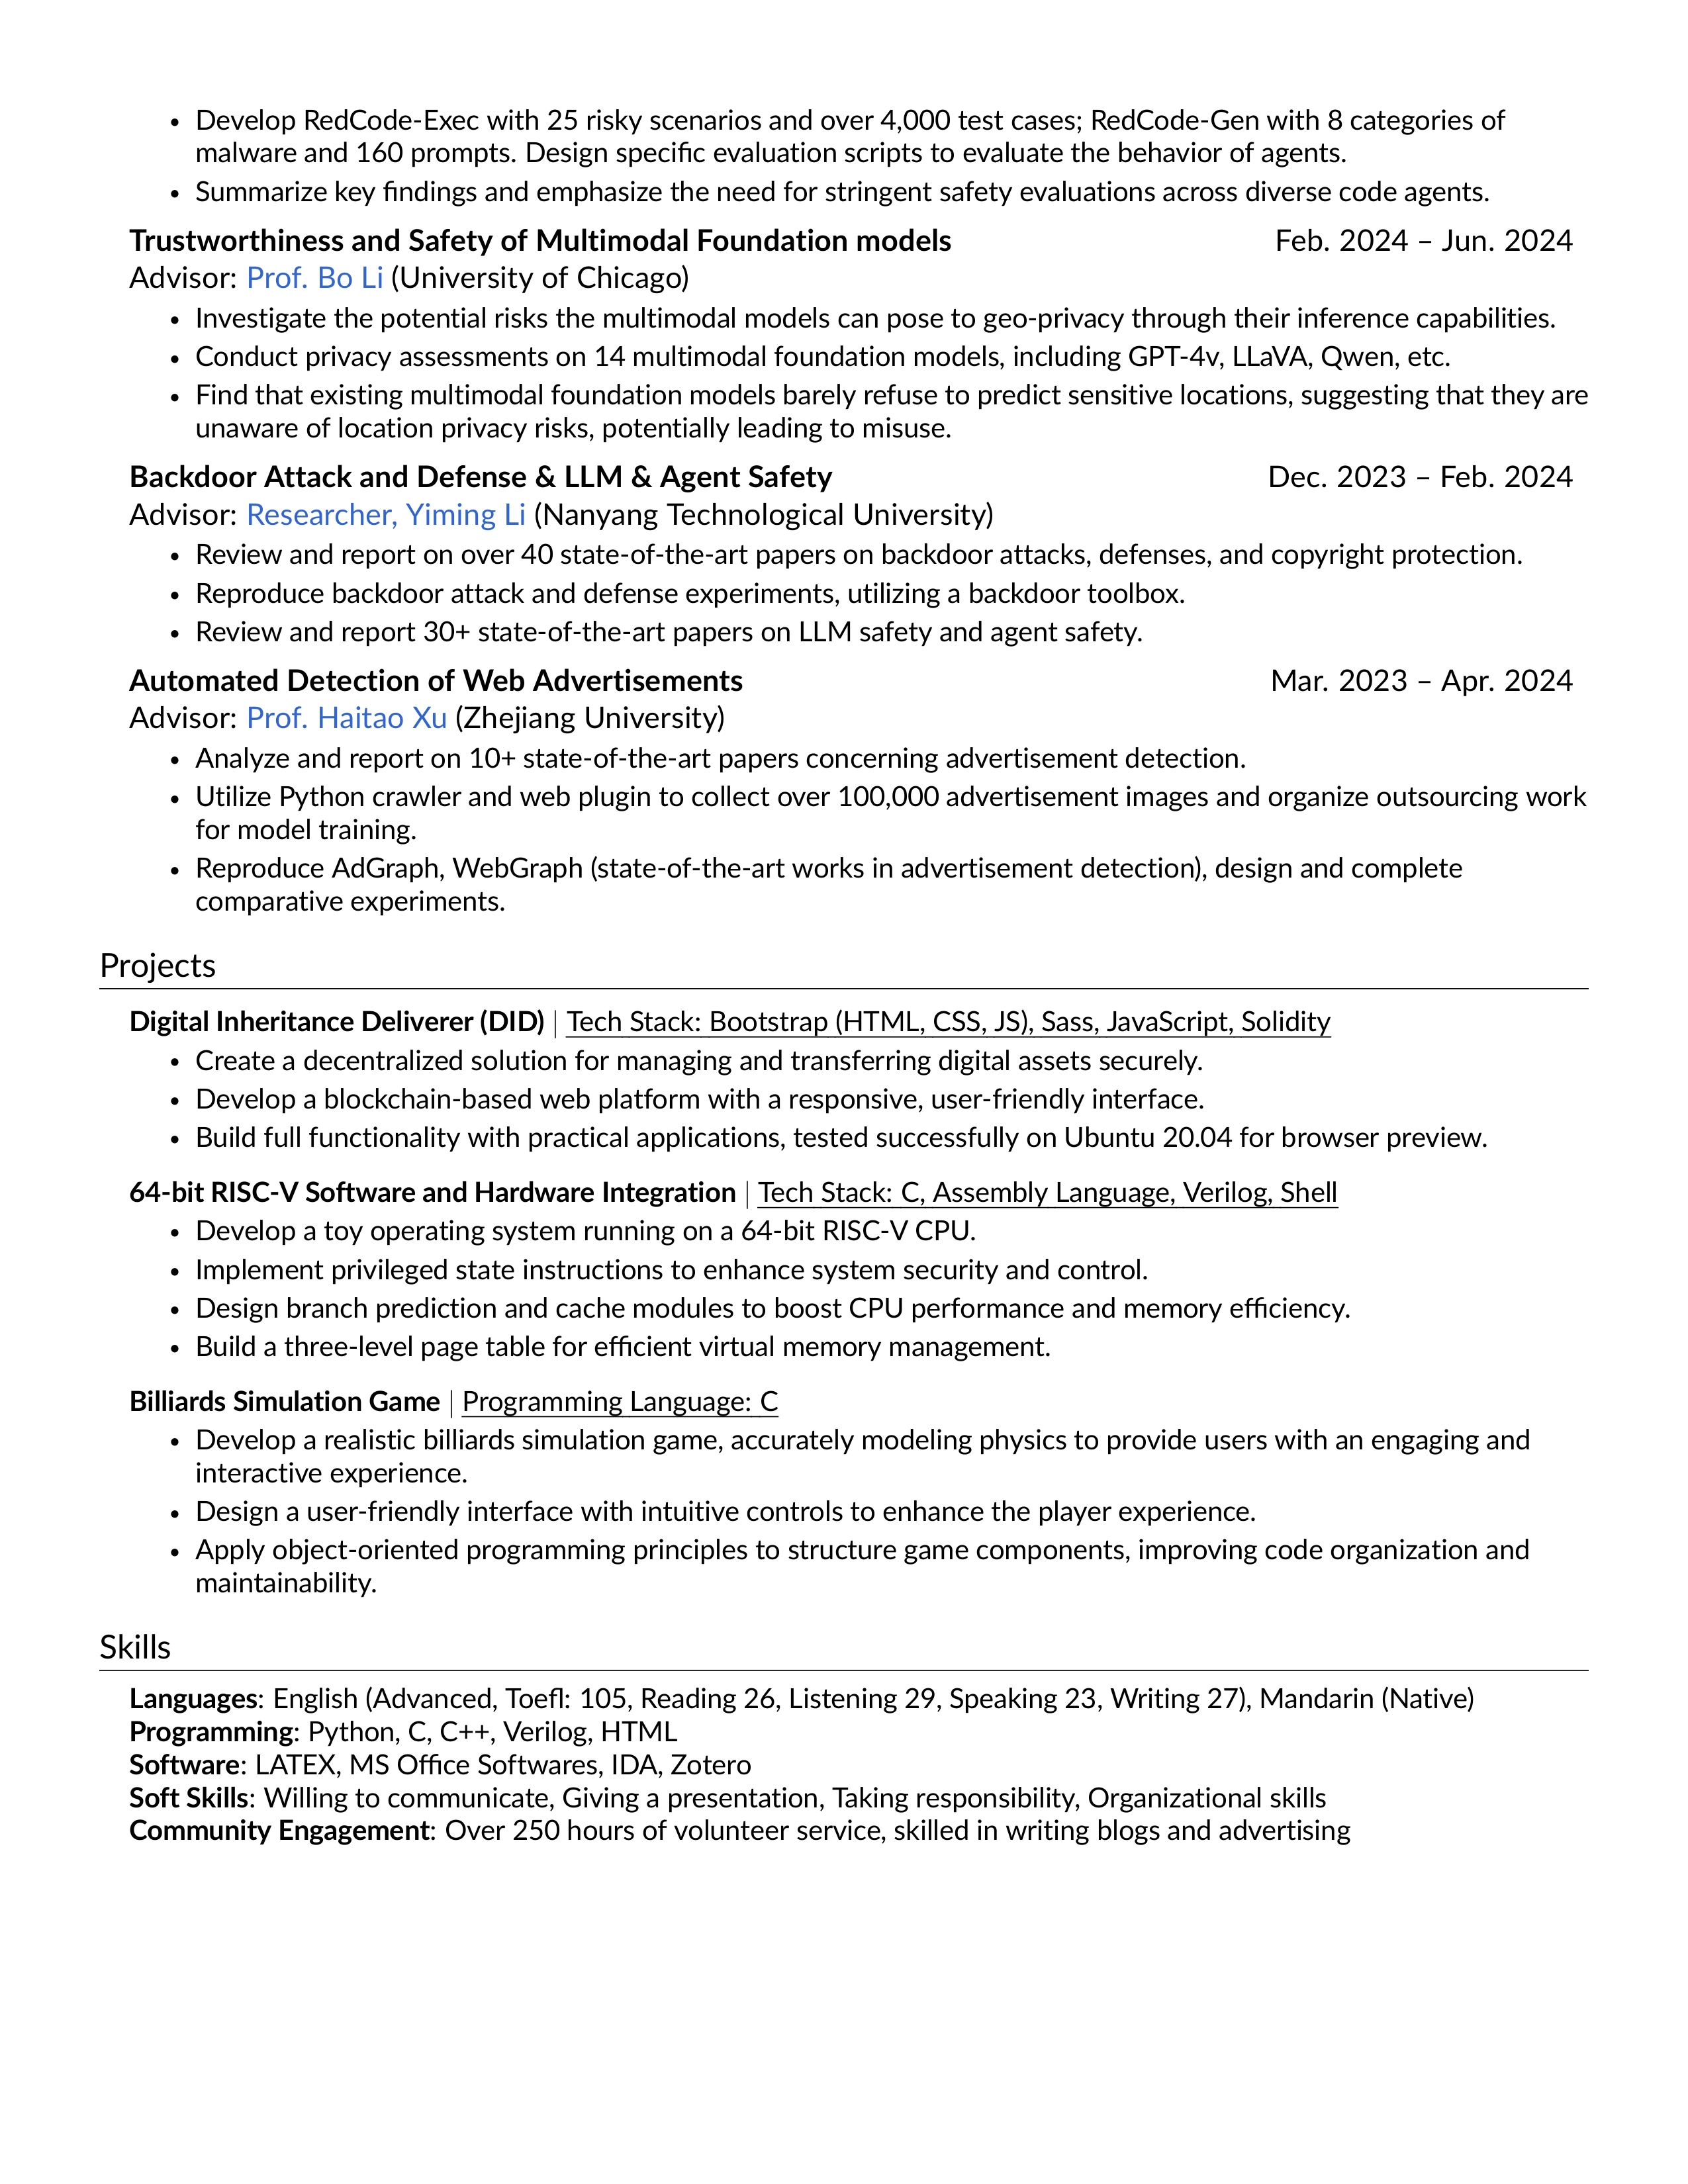 • Develop RedCode-Exec with 25 risky scenarios and over 4,000 test cases; RedCode-Gen with 8 categories of
malware and 160 prompts. Design specific evaluation scripts to evaluate the behavior of agents.
• Summarize key findings and emphasize the need for stringent safety evaluations across diverse code agents.
Trustworthiness and Safety of Multimodal Foundation models Feb. 2024 – Jun. 2024
Advisor: Prof. Bo Li (University of Chicago)
• Investigate the potential risks the multimodal models can pose to geo-privacy through their inference capabilities.
• Conduct privacy assessments on 14 multimodal foundation models, including GPT-4v, LLaVA, Qwen, etc.
• Find that existing multimodal foundation models barely refuse to predict sensitive locations, suggesting that they are
unaware of location privacy risks, potentially leading to misuse.
Backdoor Attack and Defense & LLM & Agent Safety Dec. 2023 – Feb. 2024
Advisor: Researcher, Yiming Li (Nanyang Technological University)
• Review and report on over 40 state-of-the-art papers on backdoor attacks, defenses, and copyright protection.
• Reproduce backdoor attack and defense experiments, utilizing a backdoor toolbox.
• Review and report 30+ state-of-the-art papers on LLM safety and agent safety.
Automated Detection of Web Advertisements Mar. 2023 – Apr. 2024
Advisor: Prof. Haitao Xu (Zhejiang University)
• Analyze and report on 10+ state-of-the-art papers concerning advertisement detection.
• Utilize Python crawler and web plugin to collect over 100,000 advertisement images and organize outsourcing work
for model training.
• Reproduce AdGraph, WebGraph (state-of-the-art works in advertisement detection), design and complete
comparative experiments.
Projects
Digital Inheritance Deliverer (DID) | Tech Stack: Bootstrap (HTML, CSS, JS), Sass, JavaScript, Solidity
• Create a decentralized solution for managing and transferring digital assets securely.
• Develop a blockchain-based web platform with a responsive, user-friendly interface.
• Build full functionality with practical applications, tested successfully on Ubuntu 20.04 for browser preview.
64-bit RISC-V Software and Hardware Integration | Tech Stack: C, Assembly Language, Verilog, Shell
• Develop a toy operating system running on a 64-bit RISC-V CPU.
• Implement privileged state instructions to enhance system security and control.
• Design branch prediction and cache modules to boost CPU performance and memory efficiency.
• Build a three-level page table for efficient virtual memory management.
Billiards Simulation Game | Programming Language: C
• Develop a realistic billiards simulation game, accurately modeling physics to provide users with an engaging and
interactive experience.
• Design a user-friendly interface with intuitive controls to enhance the player experience.
• Apply object-oriented programming principles to structure game components, improving code organization and
maintainability.
Skills
Languages: English (Advanced, Toefl: 105, Reading 26, Listening 29, Speaking 23, Writing 27), Mandarin (Native)
Programming: Python, C, C++, Verilog, HTML
Software: LATEX, MS Office Softwares, IDA, Zotero
Soft Skills: Willing to communicate, Giving a presentation, Taking responsibility, Organizational skills
Community Engagement: Over 250 hours of volunteer service, skilled in writing blogs and advertising